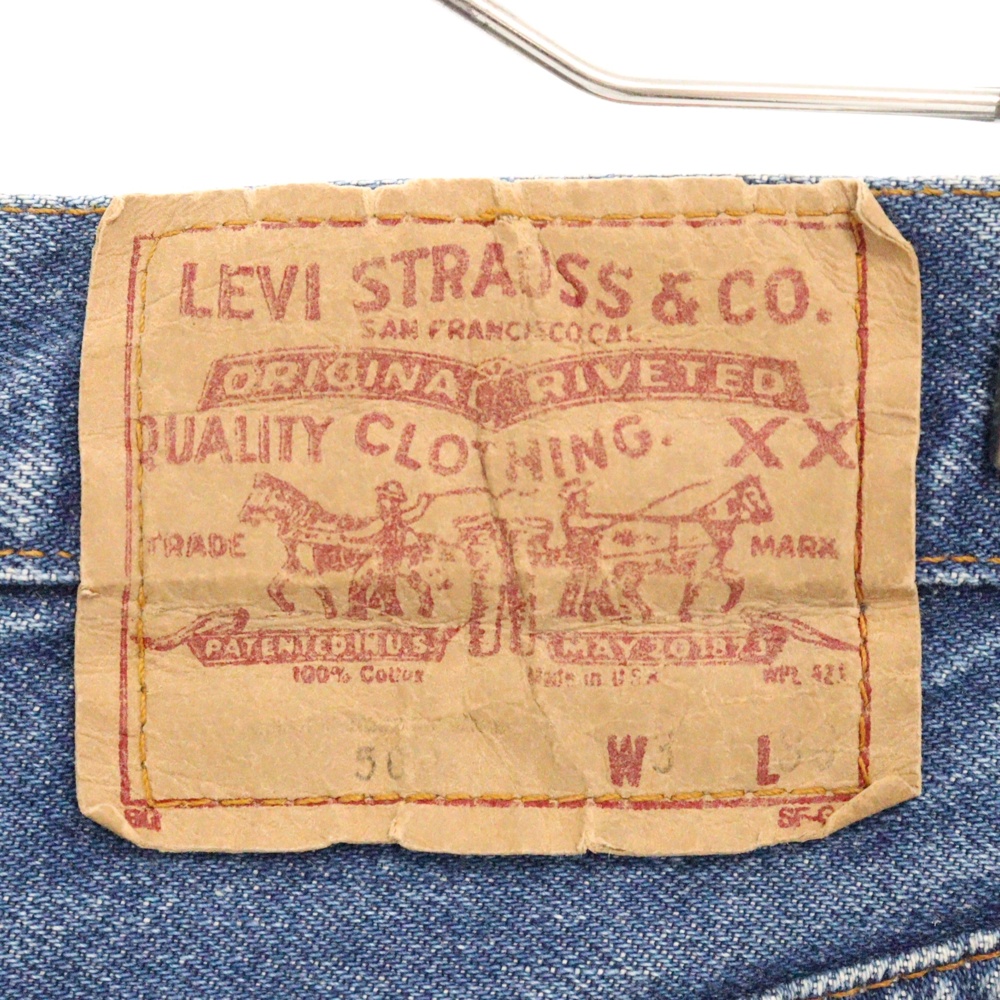 LEVI STRAUSS & CO.
SAN FRANCISCO CAL.
ORIGINAL RIVETED
QUALITY CLOTHING. XX
TRADE MARK
PATENTED IN U.S. MAY 20 1873
100% Cotton Made in U.S.A. WPL 423
W L